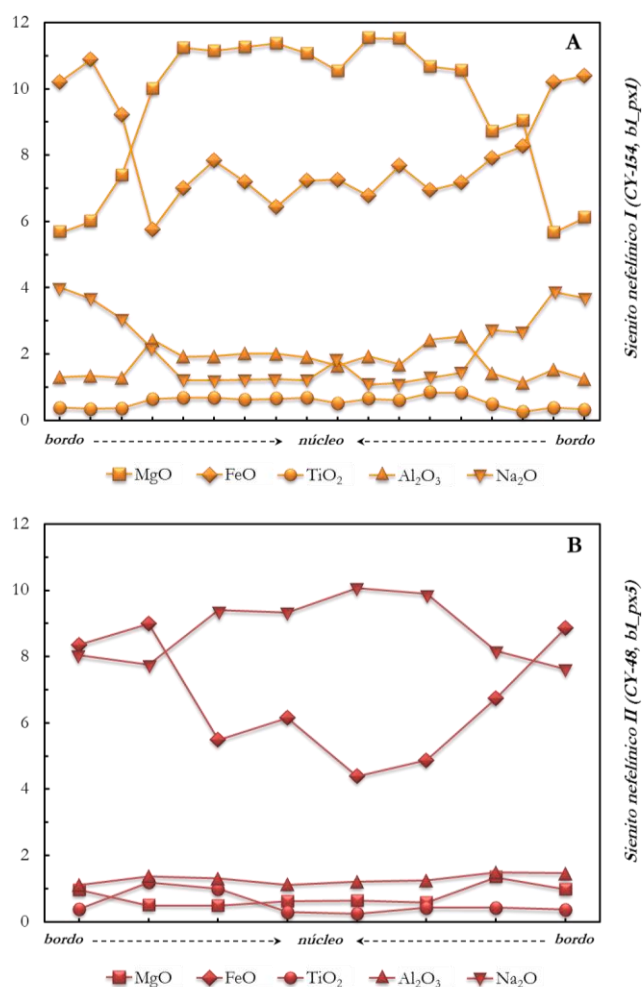 12
A
10
8
6
4
2
0
bordo núcleo bordo
MgO FeO TiO₂ Al₂O₃ Na₂O
Sienito nefelínico I (CY-154, b1_px1)
12
B
10
8
6
4
2
0
bordo núcleo bordo
MgO FeO TiO₂ Al₂O₃ Na₂O
Sienito nefelínico II (CY-48, b1_px5)